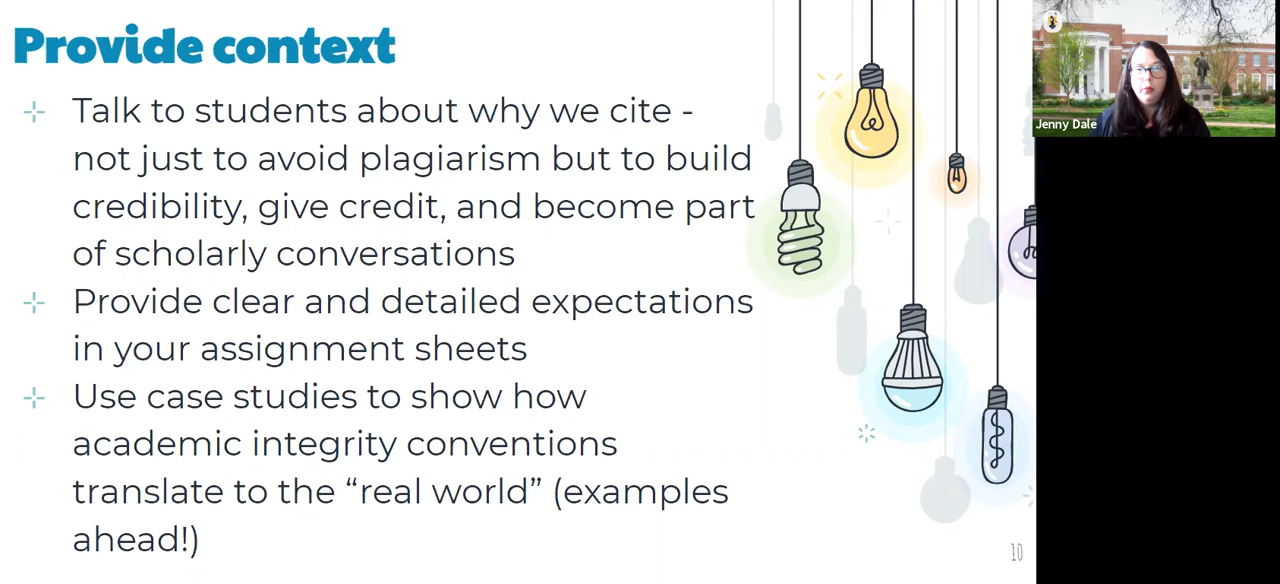 Provide context
Talk to students about why we cite -
not just to avoid plagiarism but to build
credibility, give credit, and become part
of scholarly conversations
Provide clear and detailed expectations
in your assignment sheets
Use case studies to show how
academic integrity conventions
translate to the “real world” (examples
ahead!)
10
Jenny Dale